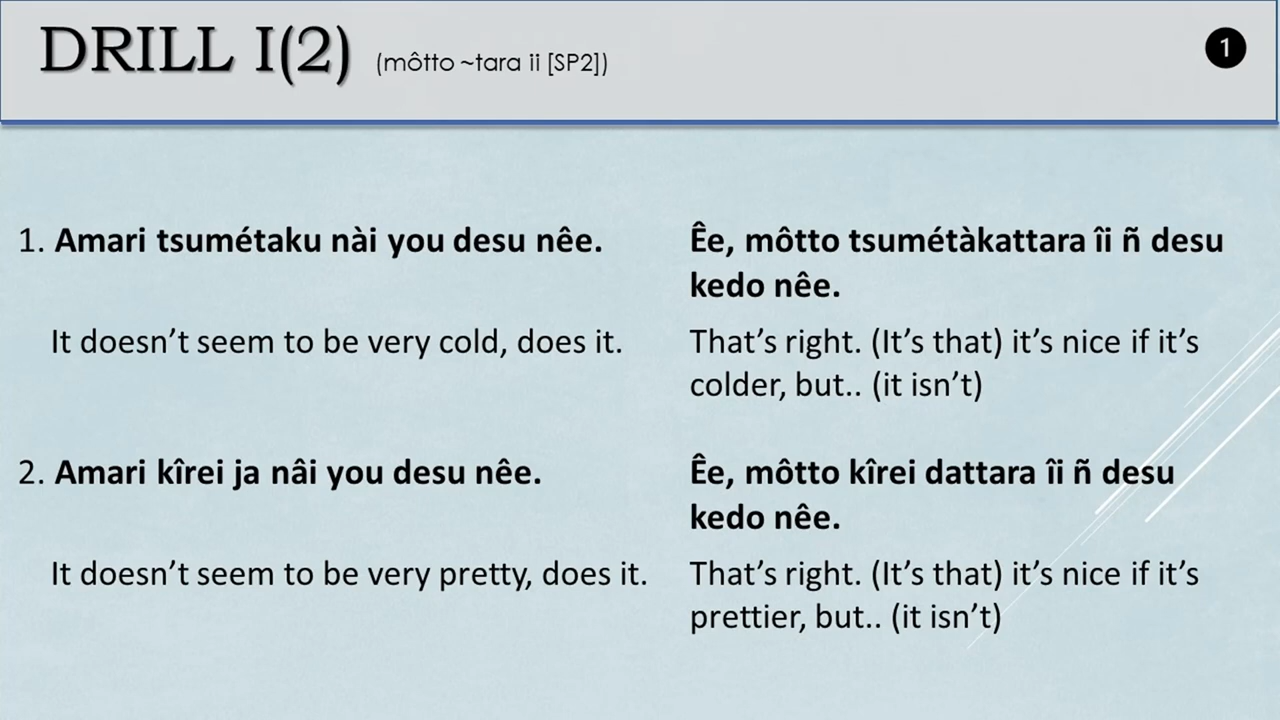 DRILL I(2) (môtto ~tara ii [SP2])
1
1. Amari tsumétaku nài you desu nêe.
Êe, môtto tsumétàkattara îi ñ desu
kedo nêe.
It doesn't seem to be very cold, does it.
That's right. (It's that) it's nice if it's
colder, but.. (it isn't)
2. Amari kîrei ja nâi you desu nêe.
Êe, môtto kîrei dattara îi ñ desu
kedo nêe.
It doesn't seem to be very pretty, does it.
That's right. (It's that) it's nice if it's
prettier, but.. (it isn't)